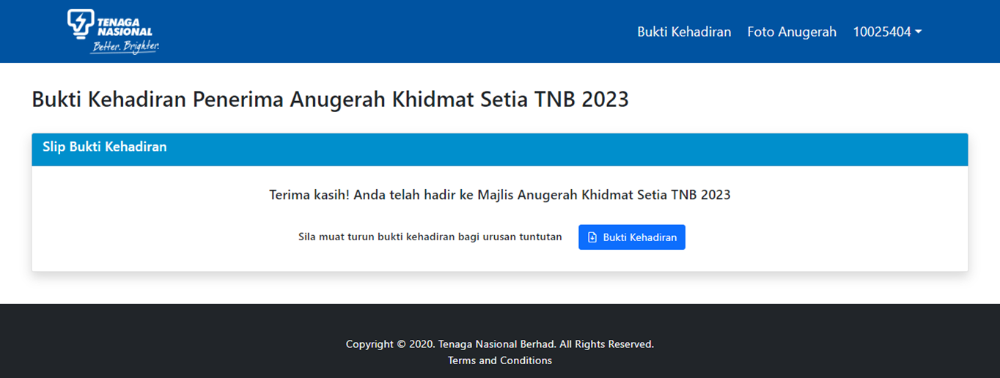 TENAGA
NASIONAL
Better. Brighter.
Bukti Kehadiran Foto Anugerah 10025404
Bukti Kehadiran Penerima Anugerah Khidmat Setia TNB 2023
Slip Bukti Kehadiran
Terima kasih! Anda telah hadir ke Majlis Anugerah Khidmat Setia TNB 2023
Sila muat turun bukti kehadiran bagi urusan tuntutan Bukti Kehadiran
Copyright © 2020. Tenaga Nasional Berhad. All Rights Reserved.
Terms and Conditions